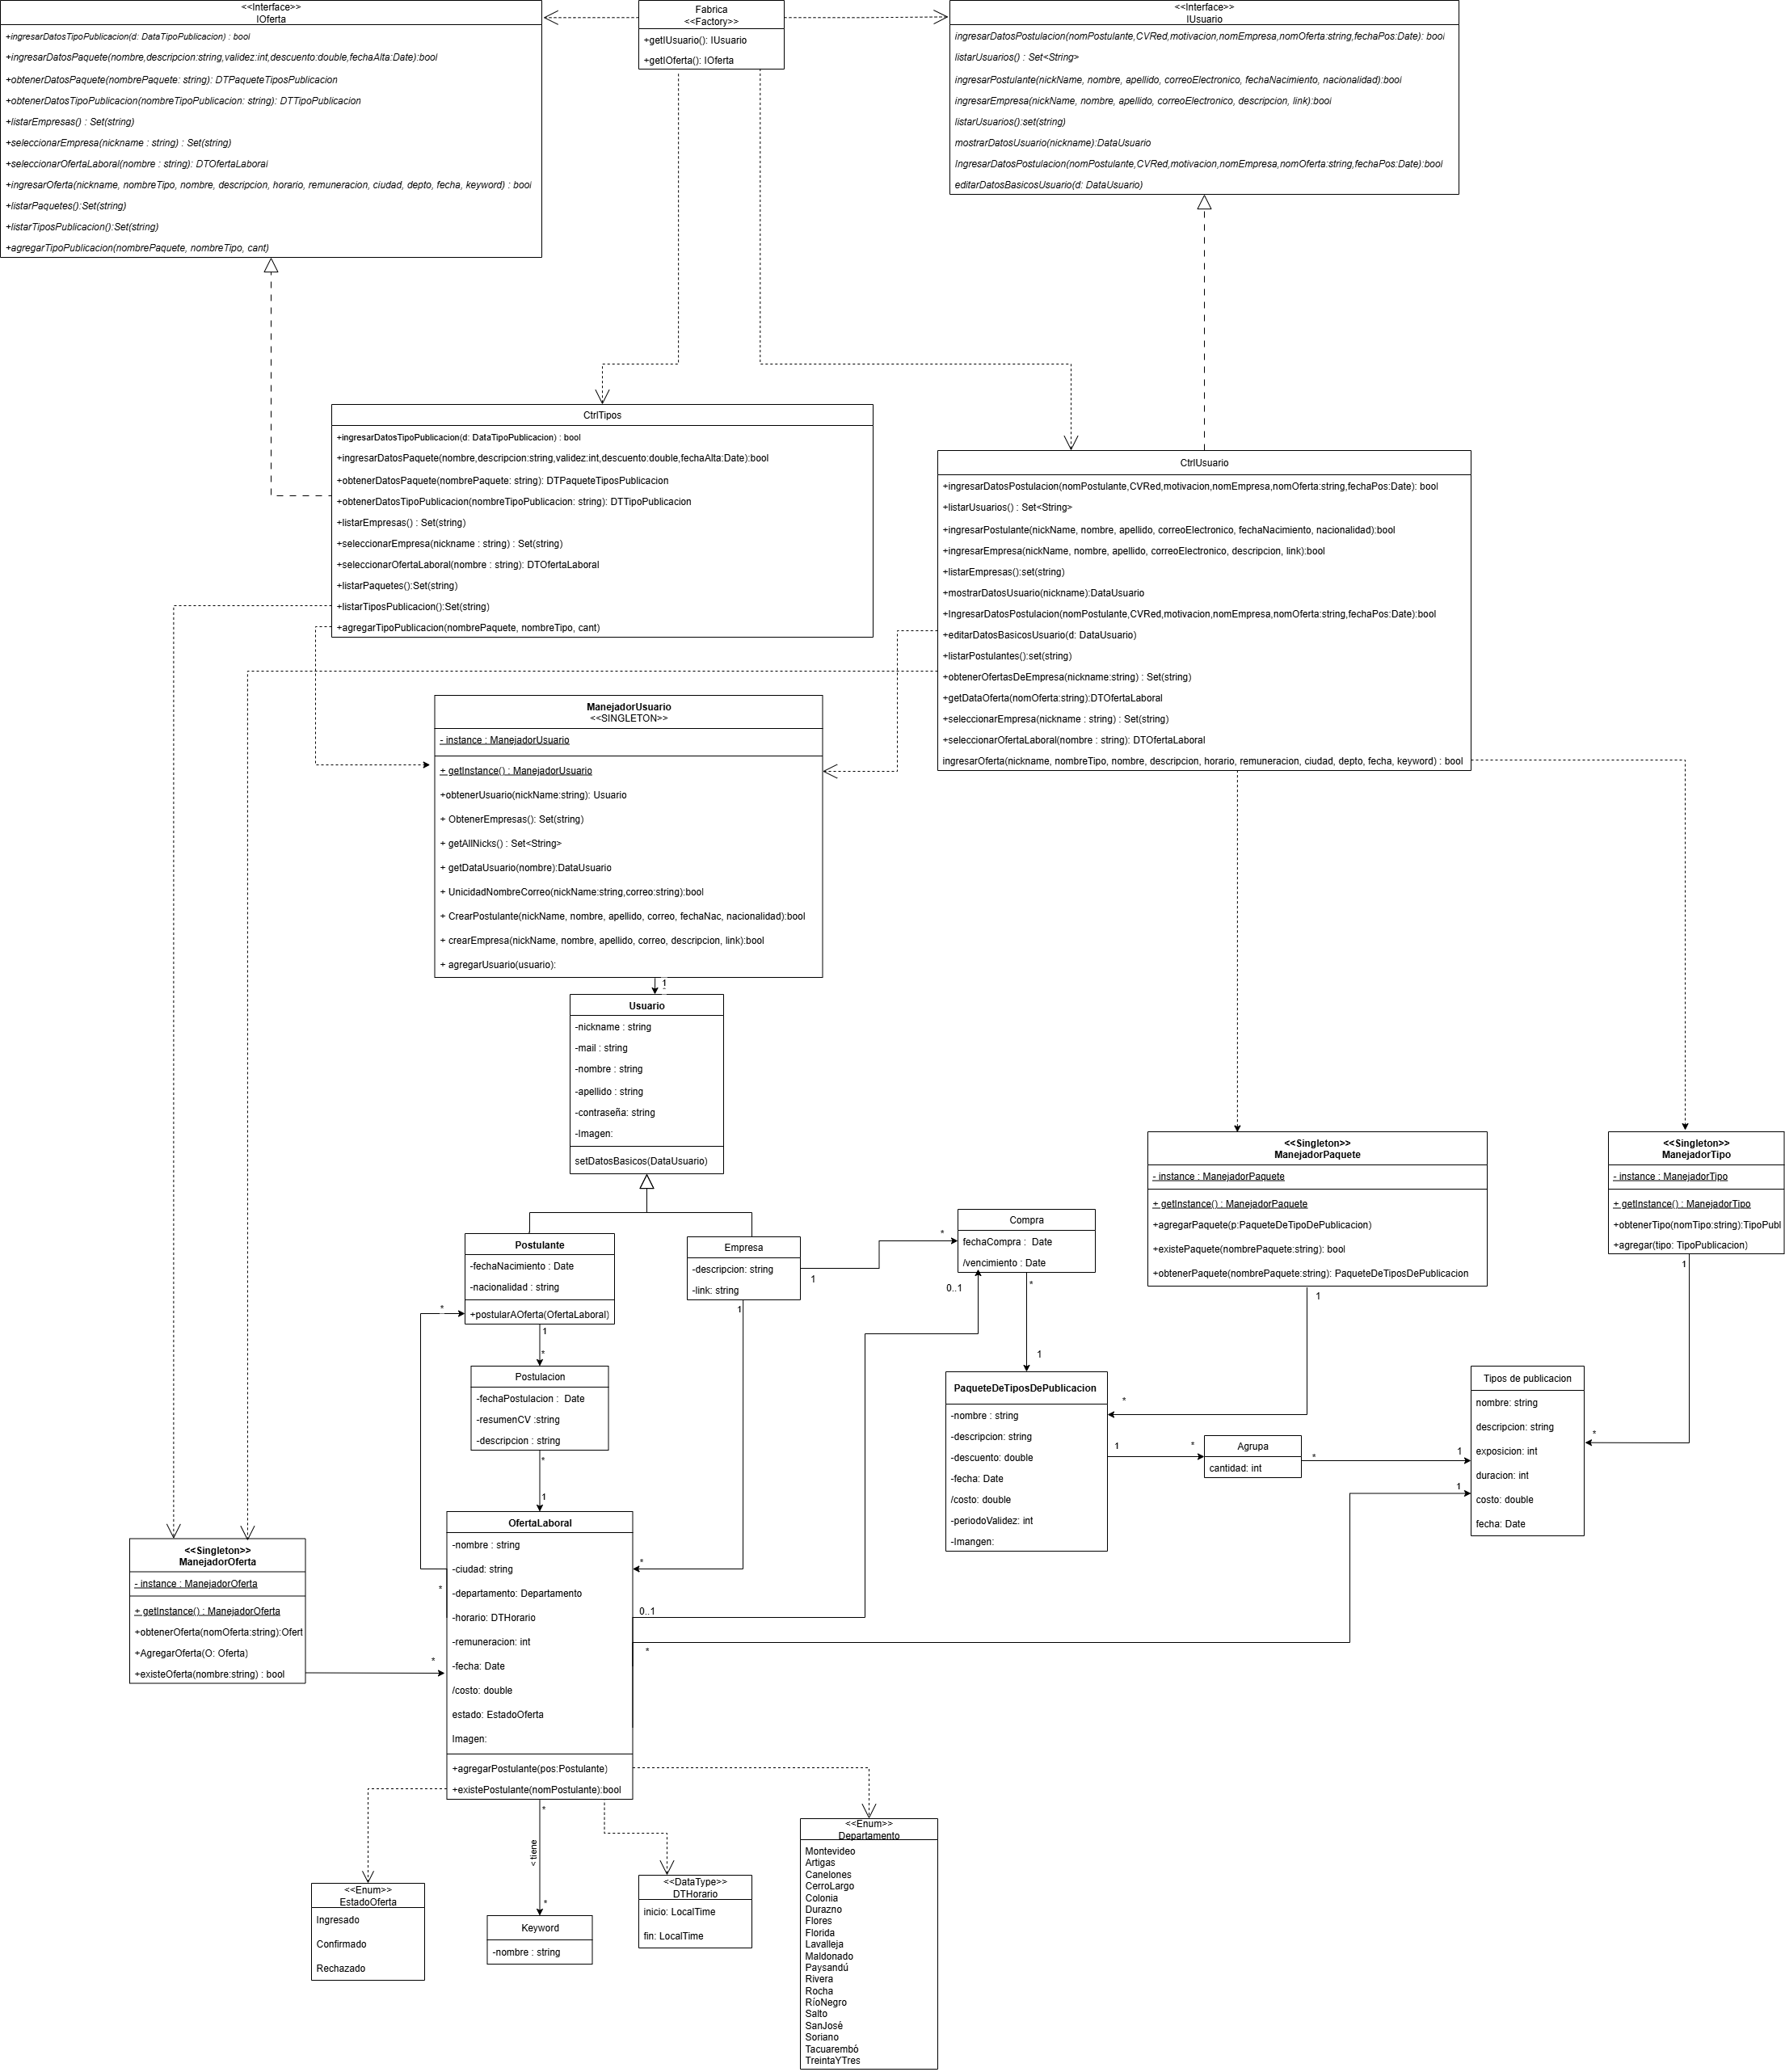 <<Interface>>
IOferta
+ingresarDatosTipoPublicacion(d: DataTipoPublicacion) : bool
+ingresarDatosPaquete(nombre,descripcion:string,validez:int,descuento:double,fechaAlta:Date):bool
+obtenerDatosPaquete(nombrePaquete: string): DTPaqueteTiposPublicacion
+obtenerDatosTipoPublicacion(nombreTipoPublicacion: string): DTTipoPublicacion
+listarEmpresas() : Set(string)
+seleccionarEmpresa(nickname : string) : Set(string)
+seleccionarOfertaLaboral(nombre : string): DTOfertaLaboral
+ingresarOferta(nickname, nombreTipo, nombre, descripcion, horario, remuneracion, ciudad, depto, fecha, keyword) : bool
+listarPaquetes():Set(string)
+listarTiposPublicacion():Set(string)
+agregarTipoPublicacion(nombrePaquete, nombreTipo, cant)
Fabrica
<<Factory>>
+getIUsuario(): IUsuario
+getIOferta(): IOferta
<<Interface>>
IUsuario
ingresarDatosPostulacion(nomPostulante,CVRed,motivacion,nomEmpresa,nomOferta:string,fechaPos:Date): bool
listarUsuarios() : Set<String>
ingresarPostulante(nickName, nombre, apellido, correoElectronico, fechaNacimiento, nacionalidad):bool
ingresarEmpresa(nickName, nombre, apellido, correoElectronico, descripcion, link):bool
listarUsuarios():set(string)
mostrarDatosUsuario(nickname):DataUsuario
IngresarDatosPostulacion(nomPostulante,CVRed,motivacion,nomEmpresa,nomOferta:string,fechaPos:Date):bool
editarDatosBasicosUsuario(d: DataUsuario)
CtrlTipos
+ingresarDatosTipoPublicacion(d: DataTipoPublicacion) : bool
+ingresarDatosPaquete(nombre,descripcion:string,validez:int,descuento:double,fechaAlta:Date):bool
+obtenerDatosPaquete(nombrePaquete: string): DTPaqueteTiposPublicacion
+obtenerDatosTipoPublicacion(nombreTipoPublicacion: string): DTTipoPublicacion
+listarEmpresas() : Set(string)
+seleccionarEmpresa(nickname : string) : Set(string)
+seleccionarOfertaLaboral(nombre : string): DTOfertaLaboral
+listarPaquetes():Set(string)
+listarTiposPublicacion():Set(string)
+agregarTipoPublicacion(nombrePaquete, nombreTipo, cant)
CtrlUsuario
+ingresarDatosPostulacion(nomPostulante,CVRed,motivacion,nomEmpresa,nomOferta:string,fechaPos:Date): bool
+listarUsuarios() : Set<String>
+ingresarPostulante(nickName, nombre, apellido, correoElectronico, fechaNacimiento, nacionalidad):bool
+ingresarEmpresa(nickName, nombre, apellido, correoElectronico, descripcion, link):bool
+listarEmpresas():set(string)
+mostrarDatosUsuario(nickname):DataUsuario
+IngresarDatosPostulacion(nomPostulante,CVRed,motivacion,nomEmpresa,nomOferta:string,fechaPos:Date):bool
+editarDatosBasicosUsuario(d: DataUsuario)
+listarPostulantes():set(string)
+obtenerOfertasDeEmpresa(nickname:string) : Set(string)
+getDataOferta(nomOferta:string):DTOfertaLaboral
+seleccionarEmpresa(nickname : string) : Set(string)
+seleccionarOfertaLaboral(nombre : string): DTOfertaLaboral
ingresarOferta(nickname, nombreTipo, nombre, descripcion, horario, remuneracion, ciudad, depto, fecha, keyword) : bool
ManejadorUsuario
<<SINGLETON>>
- instance : ManejadorUsuario
+ getInstance() : ManejadorUsuario
+obtenerUsuario(nickName:string): Usuario
+ ObtenerEmpresas(): Set(string)
+ getAllNicks() : Set<String>
+ getDataUsuario(nombre):DataUsuario
+ UnicidadNombreCorreo(nickName:string,correo:string):bool
+ CrearPostulante(nickName, nombre, apellido, correo, fechaNac, nacionalidad):bool
+ crearEmpresa(nickName, nombre, apellido, correo, descripcion, link):bool
+ agregarUsuario(usuario):
1
Usuario
-nickname : string
-mail : string
-nombre : string
-apellido : string
-contraseña: string
-Imagen:
setDatosBasicos(DataUsuario)
<<Singleton>>
ManejadorPaquete
- instance : ManejadorPaquete
+ getInstance() : ManejadorPaquete
+agregarPaquete(p:PaqueteDeTipoDePublicacion)
+existePaquete(nombrePaquete:string): bool
+obtenerPaquete(nombrePaquete:string): PaqueteDeTiposDePublicacion
1
*
<<Singleton>>
ManejadorTipo
- instance : ManejadorTipo
+ getInstance() : ManejadorTipo
+obtenerTipo(nomTipo:string):TipoPubl
+agregar(tipo: TipoPublicacion)
1
*
Postulante
-fechaNacimiento : Date
-nacionalidad : string
+postularAOferta(OfertaLaboral)
*
1
*
Empresa
-descripcion: string
-link: string
1
*
1
Compra
fechaCompra :  Date
/vencimiento : Date
0..1
*
1
Postulacion
-fechaPostulacion :  Date
-resumenCV :string
-descripcion : string
*
1
PaqueteDeTiposDePublicacion
-nombre : string
-descripcion: string
-descuento: double
-fecha: Date
/costo: double
-periodoValidez: int
-Imangen:
1
*
Agrupa
cantidad: int
*
1
1
Tipos de publicacion
nombre: string
descripcion: string
exposicion: int
duracion: int
costo: double
fecha: Date
<<Singleton>>
ManejadorOferta
- instance : ManejadorOferta
+ getInstance() : ManejadorOferta
+obtenerOferta(nomOferta:string):Ofert
+AgregarOferta(O: Oferta)
+existeOferta(nombre:string) : bool
*
*
OfertaLaboral
-nombre : string
-ciudad: string
-departamento: Departamento
-horario: DTHorario
-remuneracion: int
-fecha: Date
/costo: double
estado: EstadoOferta
Imagen:
+agregarPostulante(pos:Postulante)
+existePostulante(nomPostulante):bool
*
0..1
*
*
< tiene
*
<<Enum>>
EstadoOferta
Ingresado
Confirmado
Rechazado
Keyword
-nombre : string
<<DataType>>
DTHorario
inicio: LocalTime
fin: LocalTime
<<Enum>>
Departamento
Montevideo
Artigas
Canelones
CerroLargo
Colonia
Durazno
Flores
Florida
Lavalleja
Maldonado
Paysandú
Rivera
Rocha
RíoNegro
Salto
SanJosé
Soriano
Tacuarembó
TreintaYTres